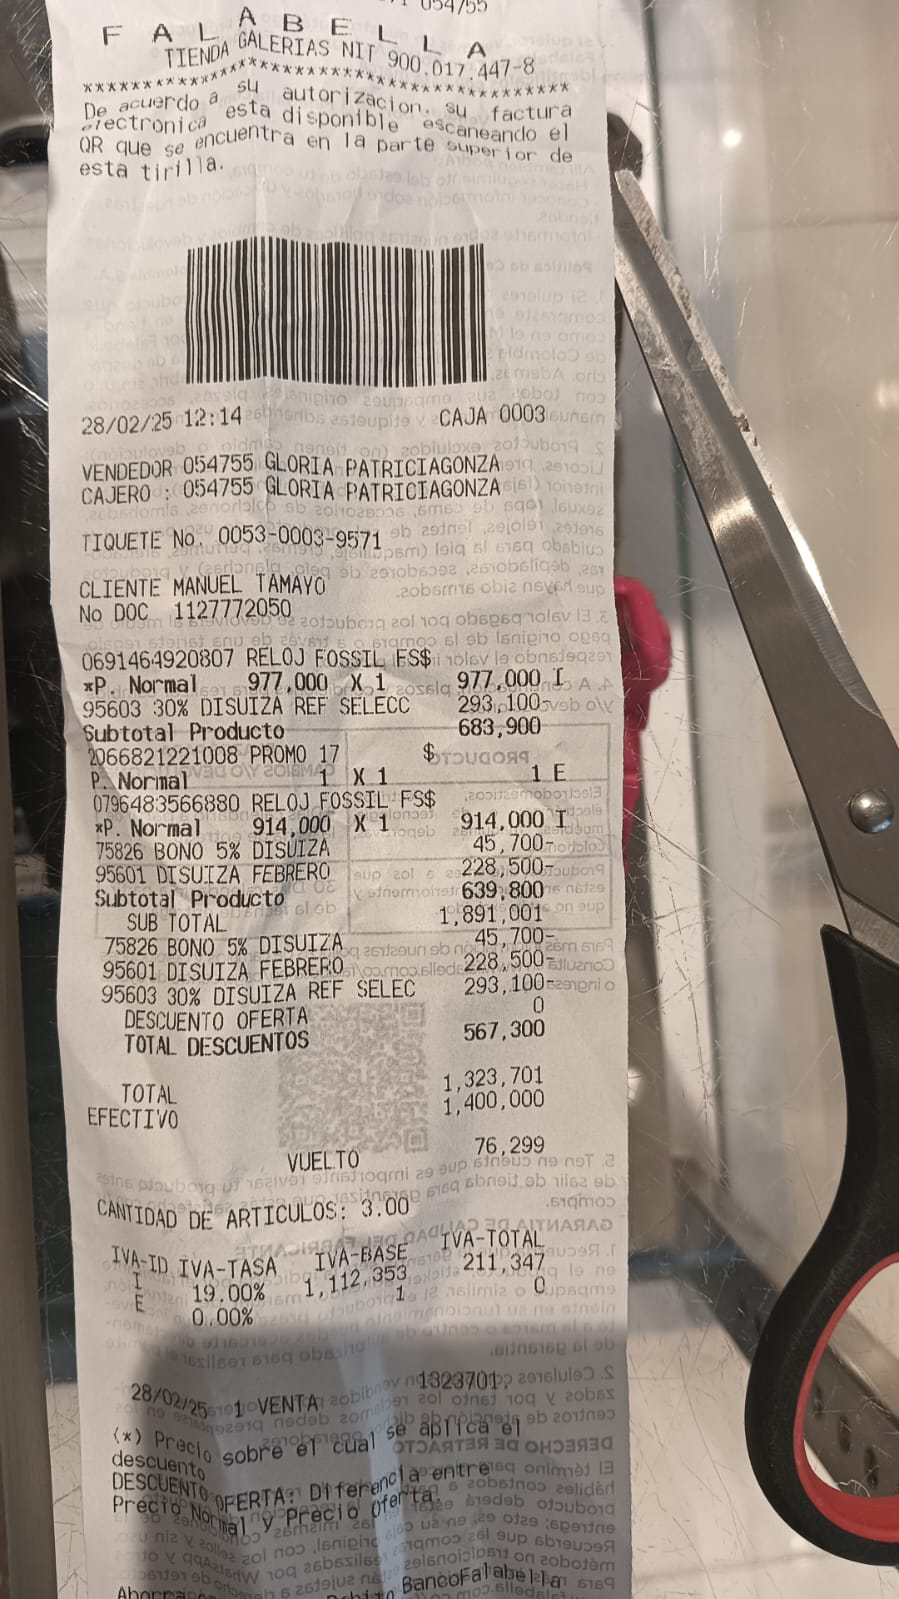 054755
F A L A B E L L A
TIENDA GALERIAS NIT 900.017.447-8
****************************************
De acuerdo a su autorizacion, su factura
electronica esta disponible escaneando el
QR que se encuentra en la parte superior de
esta tirilla.
28/02/25 12:14 CAJA 0003
VENDEDOR 054755 GLORIA PATRICIAGONZA
CAJERO : 054755 GLORIA PATRICIAGONZA
TIQUETE No. 0053-0003-9571
CLIENTE MANUEL TAMAYO
No DOC 1127772050
0691464920807 RELOJ FOSSIL FS$
*P. Normal 977,000 X 1 977,000 I
95603 30% DISUIZA REF SELECC 293,100-
Subtotal Producto 683,900
2066821221008 PROMO 17 $
P. Normal 1 X 1 1 E
0796483566880 RELOJ FOSSIL FS$
*P. Normal 914,000 X 1 914,000 I
75826 BONO 5% DISUIZA 45,700-
95601 DISUIZA FEBRERO 228,500-
Subtotal Producto 639,800
SUB TOTAL 1,891,001
75826 BONO 5% DISUIZA 45,700-
95601 DISUIZA FEBRERO 228,500-
95603 30% DISUIZA REF SELEC 293,100-
DESCUENTO OFERTA 0
TOTAL DESCUENTOS 567,300
TOTAL 1,323,701
EFECTIVO 1,400,000
VUELTO 76,299
CANTIDAD DE ARTICULOS: 3.00
IVA-ID IVA-TASA IVA-BASE IVA-TOTAL
I 19.00% 1,112,353 211,347
E 0.00% 1 0
28/02/25 1 VENTA 1323701.
(*) Precio sobre el cual se aplica el
descuento
DESCUENTO OFERTA: Diferencia entre
Precio Normal y Precio Oferta.
BancoFalabella